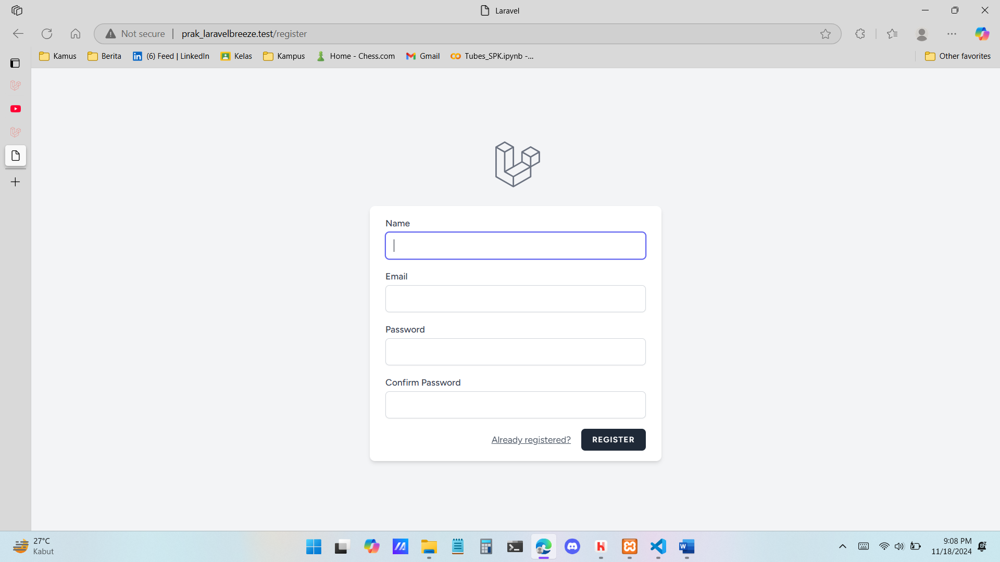 Laravel
Not secure
prak_laravelbreeze.test/register
Kamus
Berita
(6) Feed | LinkedIn
Kelas
Kampus
Home - Chess.com
Gmail
Tubes_SPK.ipynb -...
Other favorites
Name
Email
Password
Confirm Password
Already registered?
REGISTER
27°C
Kabut
9:08 PM
11/18/2024